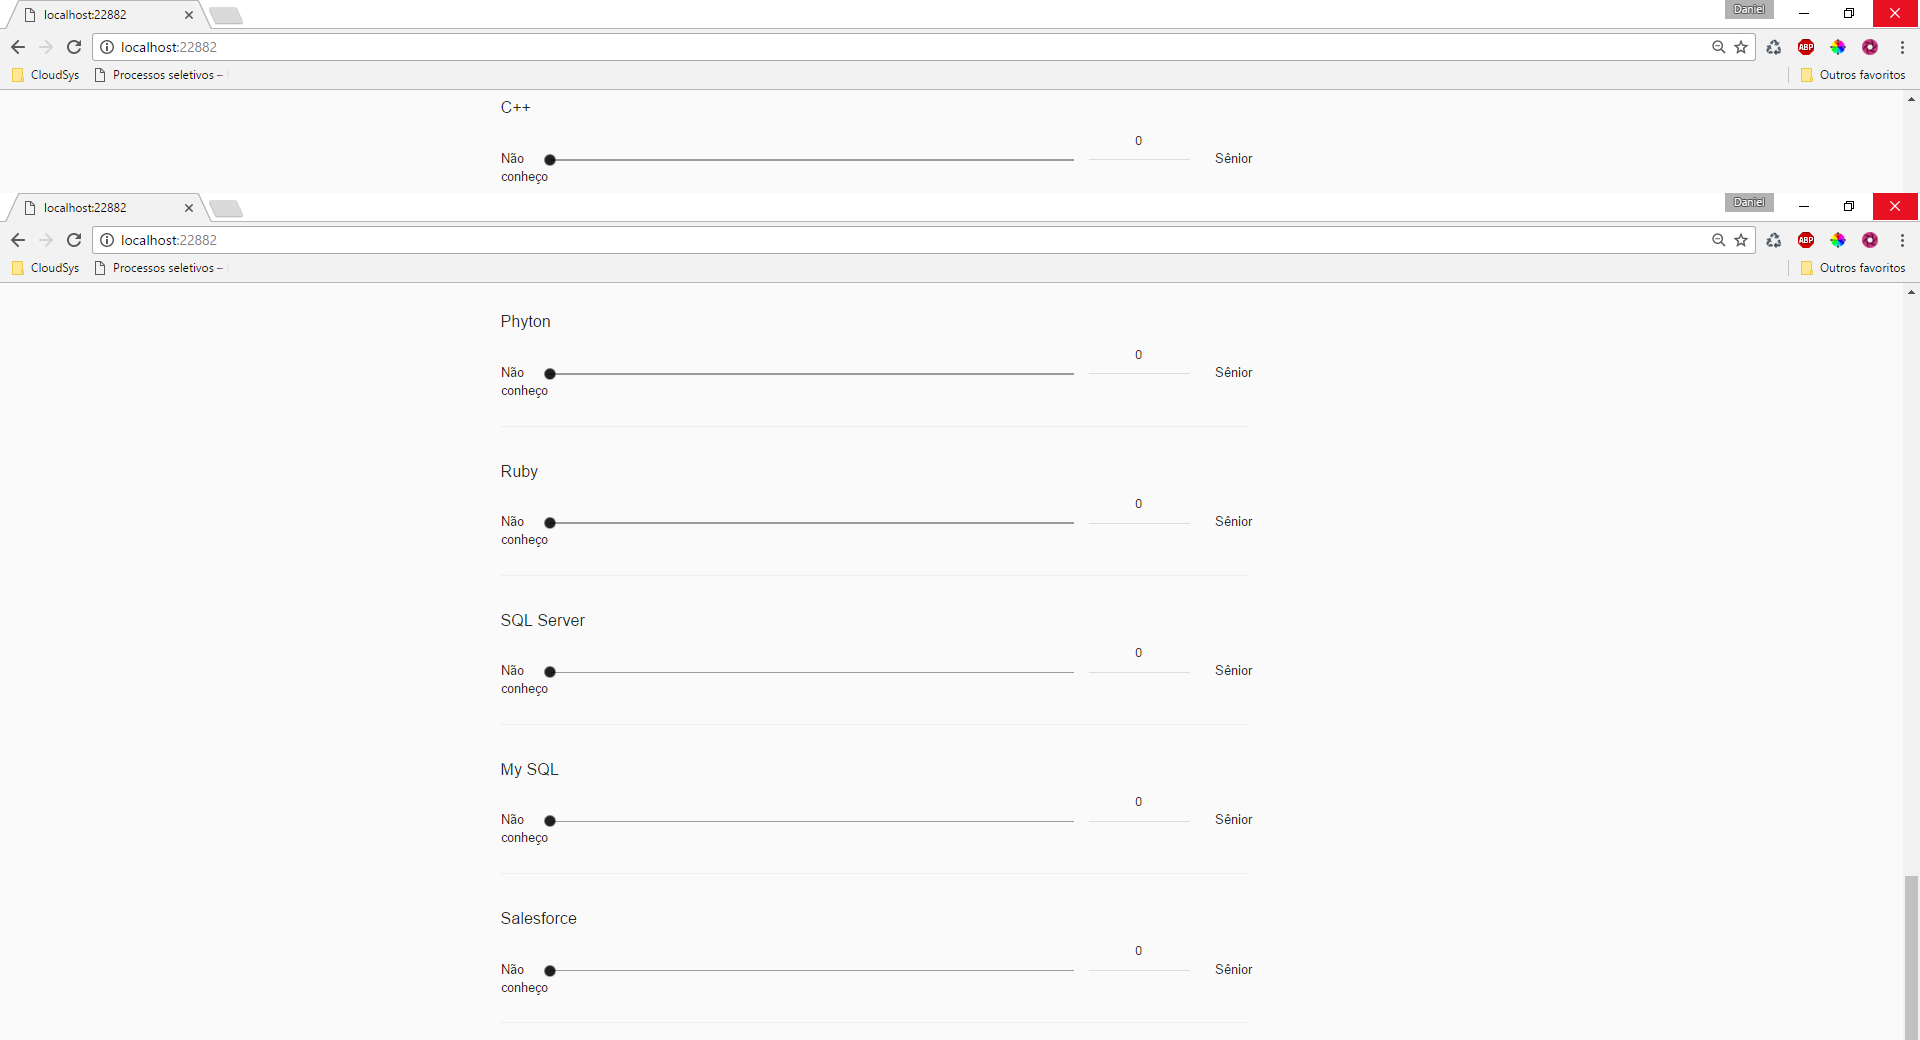 localhost:22882
Daniel
localhost:22882
CloudSys
Processos seletivos –
Outros favoritos
C++
0
Não
conheço
Sênior
localhost:22882
Daniel
localhost:22882
ABP
CloudSys
Processos seletivos –
Outros favoritos
Phyton
0
Não
conheço
Sênior
Ruby
0
Não
conheço
Sênior
SQL Server
0
Não
conheço
Sênior
My SQL
0
Não
conheço
Sênior
Salesforce
0
Não
conheço
Sênior